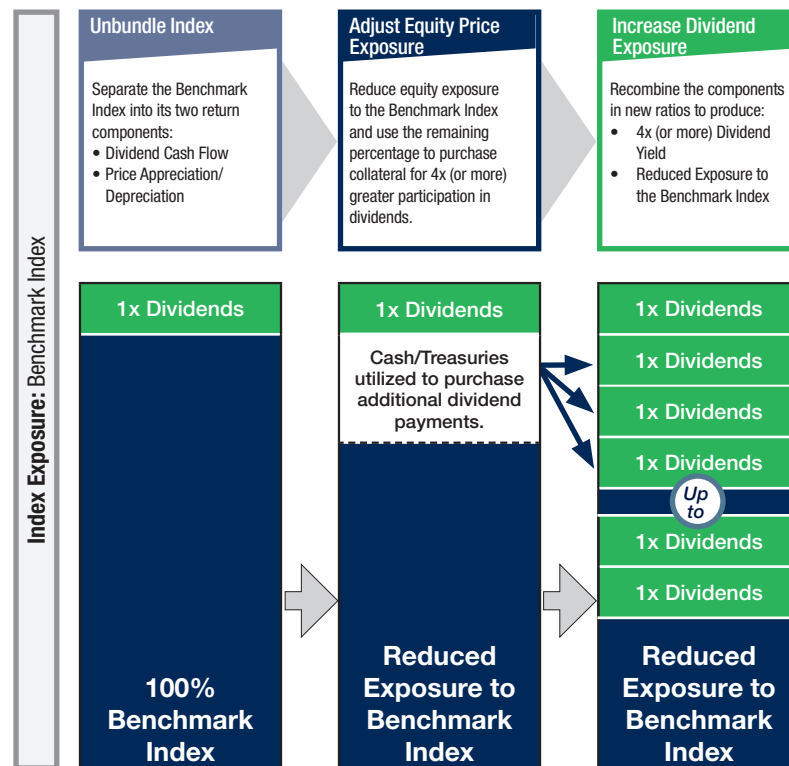 Index Exposure: Benchmark Index
Unbundle Index
Separate the Benchmark
Index into its two return
components:
• Dividend Cash Flow
• Price Appreciation/
Depreciation
Adjust Equity Price
Exposure
Reduce equity exposure
to the Benchmark Index
and use the remaining
percentage to purchase
collateral for 4x (or more)
greater participation in
dividends.
Increase Dividend
Exposure
Recombine the components
in new ratios to produce:
• 4x (or more) Dividend
Yield
• Reduced Exposure to
the Benchmark Index
1x Dividends
100%
Benchmark
Index
1x Dividends
Cash/Treasuries
utilized to purchase
additional dividend
payments.
Reduced
Exposure to
Benchmark
Index
1x Dividends
1x Dividends
1x Dividends
1x Dividends
Up
to
1x Dividends
1x Dividends
Reduced
Exposure to
Benchmark
Index